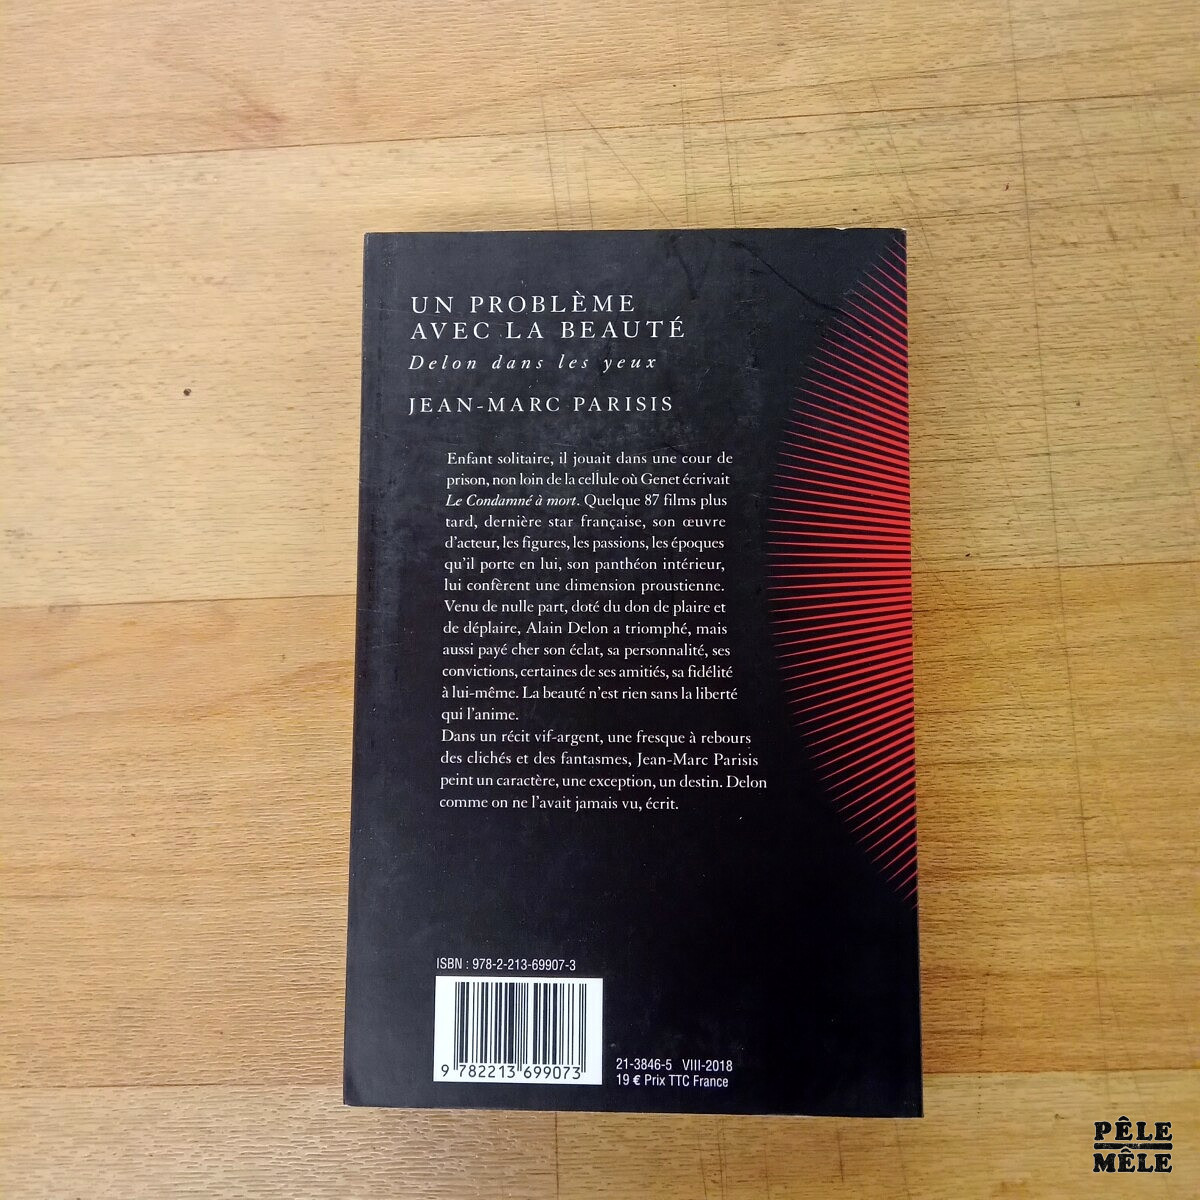 UN PROBLÈME
AVEC LA BEAUTÉ
Delon dans les yeux
JEAN-MARC PARISIS
Enfant solitaire, il jouait dans une cour de
prison, non loin de la cellule où Genet écrivait
Le Condamné à mort. Quelque 87 films plus
tard, dernière star française, son œuvre
d'acteur, les figures, les passions, les époques
qu'il porte en lui, son panthéon intérieur,
lui confèrent une dimension proustienne.
Venu de nulle part, doté du don de plaire et
de déplaire, Alain Delon a triomphé, mais
aussi payé cher son éclat, sa personnalité, ses
convictions, certaines de ses amitiés, sa fidélité
à lui-même. La beauté n'est rien sans la liberté
qui l'anime.
Dans un récit vif-argent, une fresque à rebours
des clichés et des fantasmes, Jean-Marc Parisis
peint un caractère, une exception, un destin. Delon
comme on ne l'avait jamais vu, écrit.
ISBN : 978-2-213-69907-3
9 782213 699073
21-3846-5 VIII-2018
19 € Prix TTC France
PÊLE
MÊLE